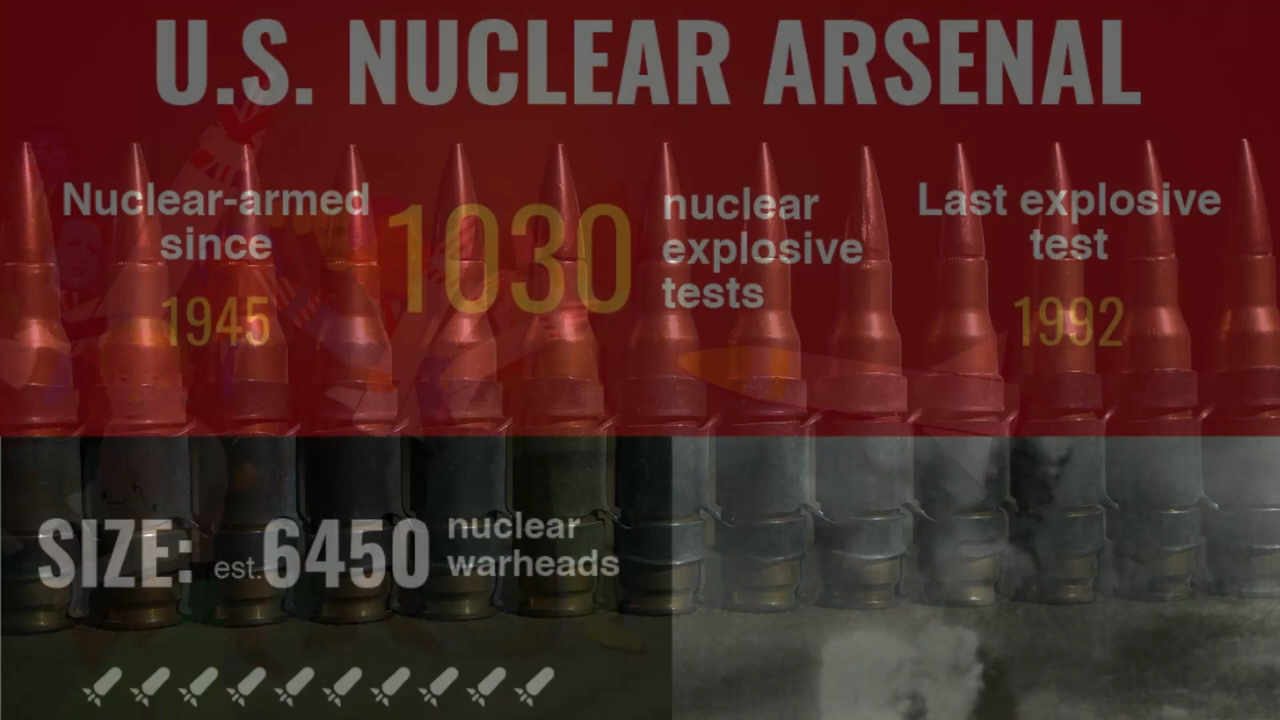 U.S. NUCLEAR ARSENAL
Nuclear-armed
since
1945
1030
nuclear
explosive
tests
Last explosive
test
1992
SIZE: est.6450 nuclear
warheads